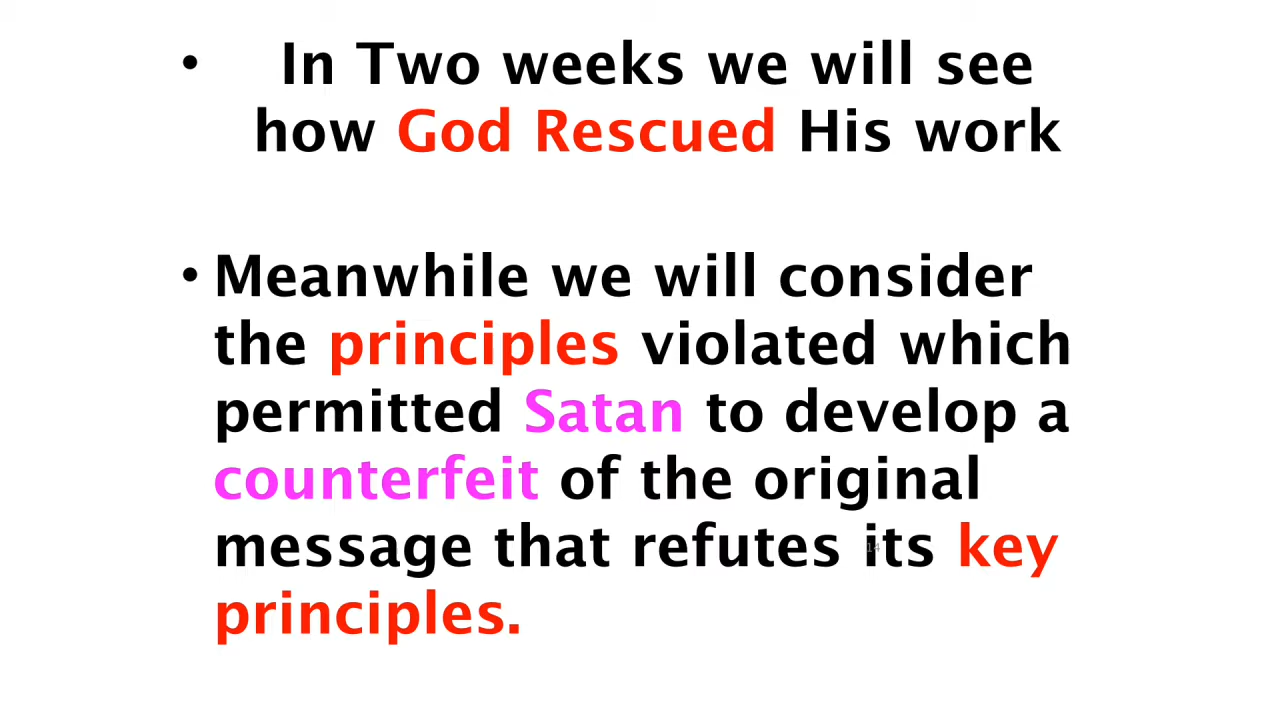 • In Two weeks we will see
how God Rescued His work
• Meanwhile we will consider
the principles violated which
permitted Satan to develop a
counterfeit of the original
message that refutes its key
principles.
14